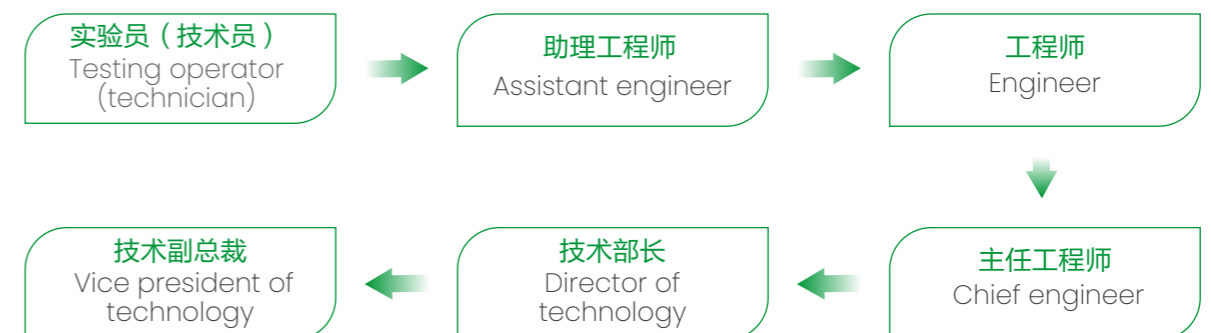 实验员（技术员）
Testing operator
(technician)
助理工程师
Assistant engineer
工程师
Engineer
主任工程师
Chief engineer
技术部长
Director of
technology
技术副总裁
Vice president of
technology